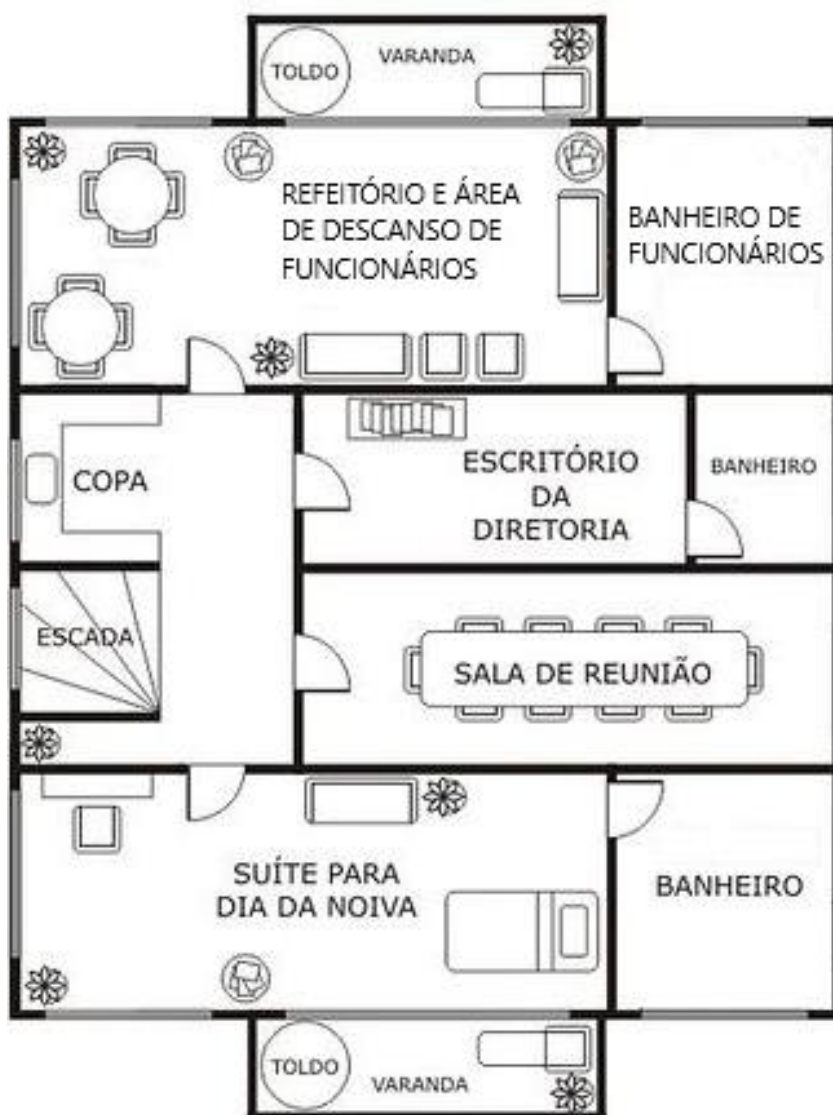 TOLDO
VARANDA
REFEITÓRIO E ÁREA
DE DESCANSO DE
FUNCIONÁRIOS
BANHEIRO DE
FUNCIONÁRIOS
COPA
ESCRITÓRIO
DA
DIRETORIA
BANHEIRO
ESCADA
SALA DE REUNIÃO
SUÍTE PARA
DIA DA NOIVA
BANHEIRO
TOLDO
VARANDA